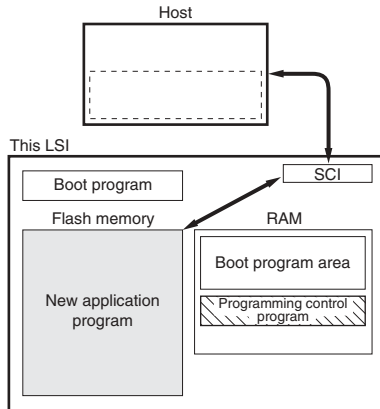 Host
This LSI
SCI
Boot program
Flash memory
RAM
Boot program area
New application
program
Programming control
program